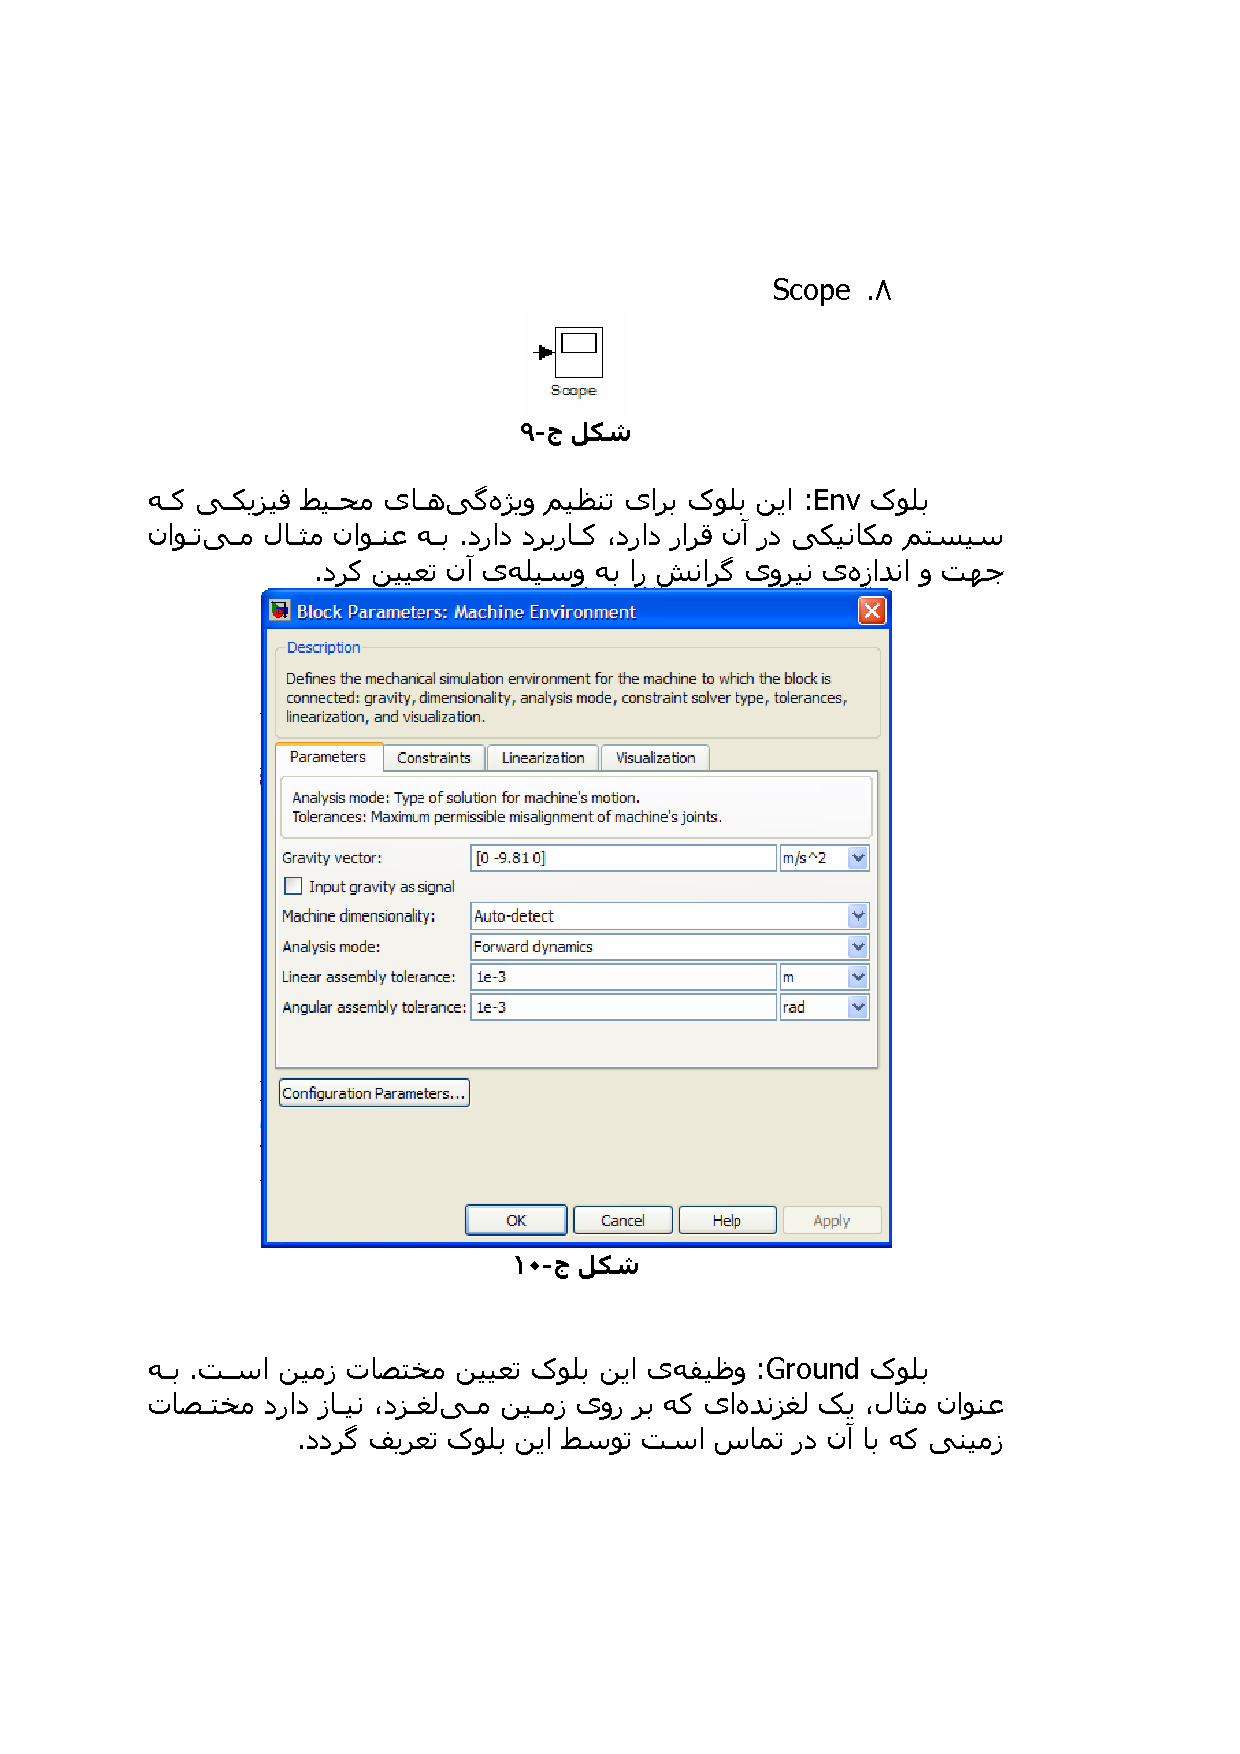 ۸. Scope
Scope
شکل ج-۹
بلوک Env: این بلوک برای تنظیم ویژه‌گی‌های محیط فیزیکی که
سیستم مکانیکی در آن قرار دارد، کاربرد دارد. به عنوان مثال می‌توان
جهت و اندازه‌ی نیروی گرانش را به وسیله‌ی آن تعیین کرد.
Block Parameters: Machine Environment
Description
Defines the mechanical simulation environment for the machine to which the block is
connected: gravity, dimensionality, analysis mode, constraint solver type, tolerances,
linearization, and visualization.
Parameters Constraints Linearization Visualization
Analysis mode: Type of solution for machine's motion.
Tolerances: Maximum permissible misalignment of machine's joints.
Gravity vector: [0 -9.81 0] m/s^2
Input gravity as signal
Machine dimensionality: Auto-detect
Analysis mode: Forward dynamics
Linear assembly tolerance: 1e-3 m
Angular assembly tolerance: 1e-3 rad
Configuration Parameters...
OK Cancel Help Apply
شکل ج-۱۰
بلوک Ground: وظیفه‌ی این بلوک تعیین مختصات زمین است. به
عنوان مثال، یک لغزنده‌ای که بر روی زمین می‌لغزد، نیاز دارد مختصات
زمینی که با آن در تماس است توسط این بلوک تعریف گردد.